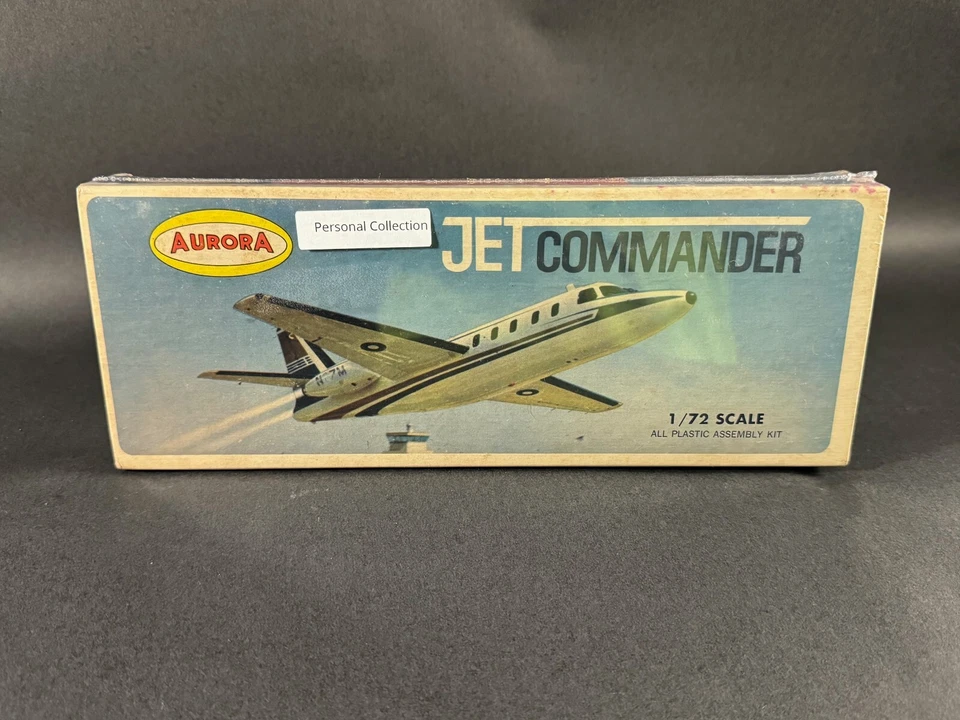 AURORA
Personal Collection
JET COMMANDER
1/72 SCALE
ALL PLASTIC ASSEMBLY KIT